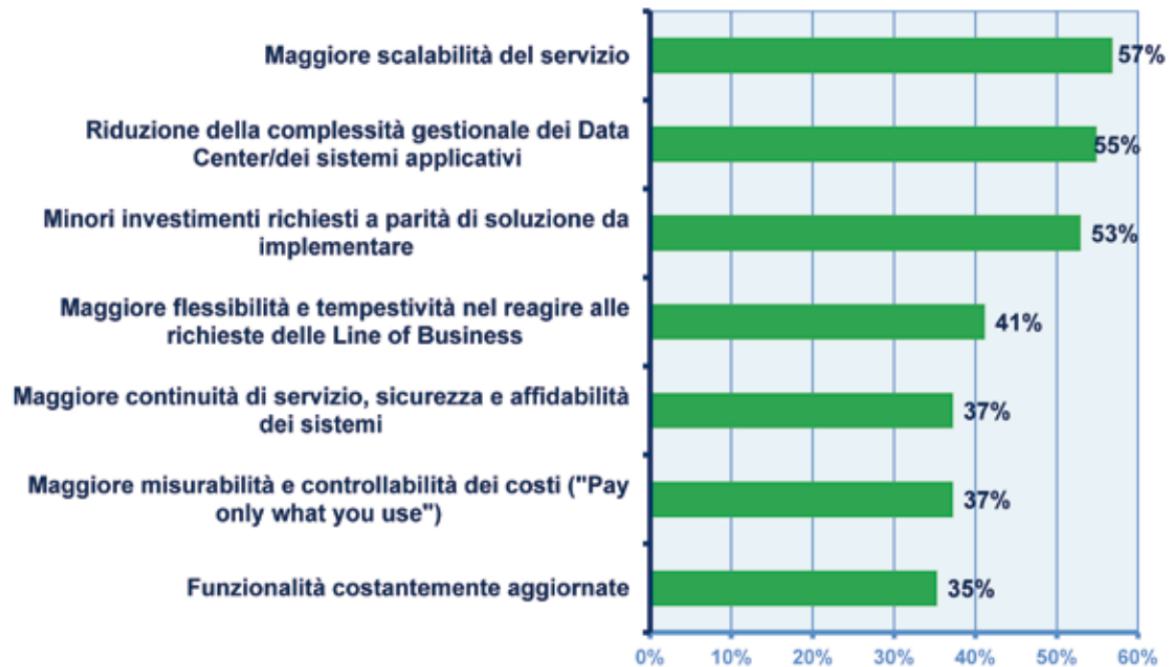 Maggiore scalabilità del servizio
57%
Riduzione della complessità gestionale dei Data
Center/dei sistemi applicativi
55%
Minori investimenti richiesti a parità di soluzione da
implementare
53%
Maggiore flessibilità e tempestività nel reagire alle
richieste delle Line of Business
41%
Maggiore continuità di servizio, sicurezza e affidabilità
dei sistemi
37%
Maggiore misurabilità e controllabilità dei costi ("Pay
only what you use")
37%
Funzionalità costantemente aggiornate
35%
0% 10% 20% 30% 40% 50% 60%